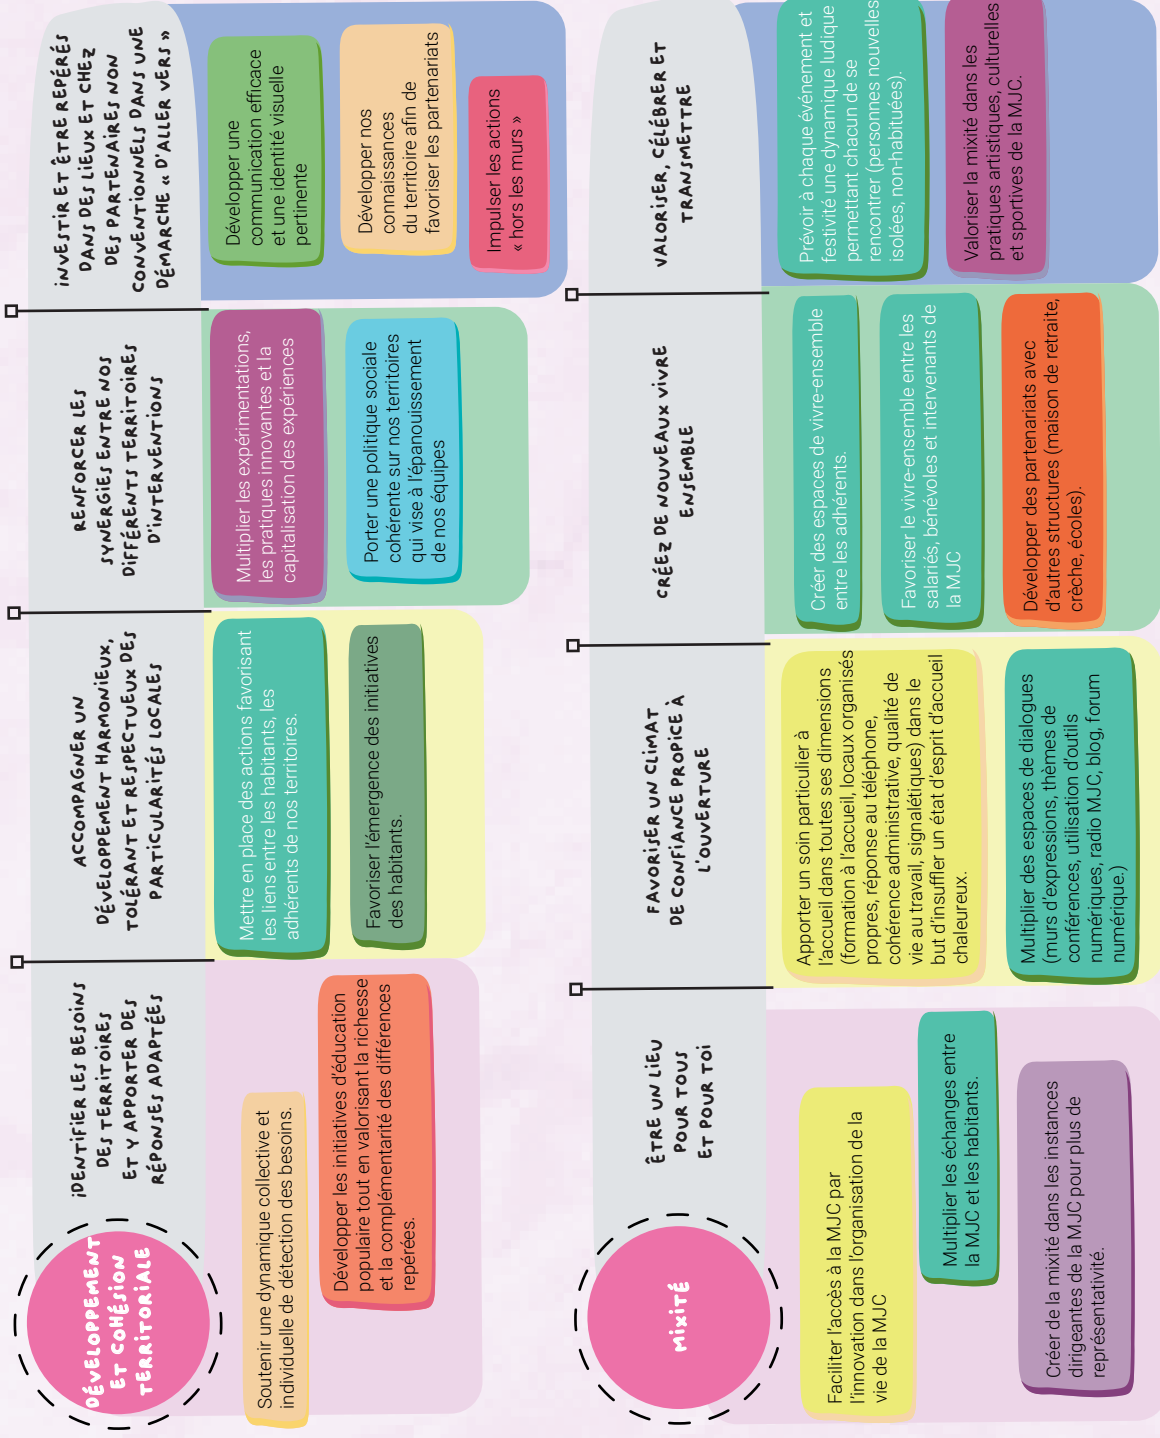 DÉVELOPPEMENT
ET COHÉSION
TERRITORIALE
IDENTIFIER LES BESOINS
DES TERRITOIRES
ET Y APPORTER DES
RÉPONSES ADAPTÉES
Soutenir une dynamique collective et
individuelle de détection des besoins.
Développer les initiatives d'éducation
populaire tout en valorisant la richesse
et la complémentarité des différences
repérées.
ACCOMPAGNER UN
DÉVELOPPEMENT HARMONIEUX,
TOLÉRANT ET RESPECTUEUX DES
PARTICULARITÉS LOCALES
Mettre en place des actions favorisant
les liens entre les habitants, les
adhérents de nos territoires.
Favoriser l'émergence des initiatives
des habitants.
RENFORCER LES
SYNERGIES ENTRE NOS
DIFFÉRENTS TERRITOIRES
D'INTERVENTIONS
Multiplier les expérimentations,
les pratiques innovantes et la
capitalisation des expériences
Porter une politique sociale
cohérente sur nos territoires
qui vise à l'épanouissement
de nos équipes
INVESTIR ET ÊTRE REPÉRÉS
DANS DES LIEUX ET CHEZ
DES PARTENAIRES NON
CONVENTIONNELS DANS UNE
DÉMARCHE « D'ALLER VERS »
Développer une
communication efficace
et une identité visuelle
pertinente
Développer nos
connaissances
du territoire afin de
favoriser les partenariats
Impulser les actions
« hors les murs »
MIXITÉ
ÊTRE UN LIEU
POUR TOUS
ET POUR TOI
Faciliter l'accès à la MJC par
l'innovation dans l'organisation de la
vie de la MJC
Multiplier les échanges entre
la MJC et les habitants.
Créer de la mixité dans les instances
dirigeantes de la MJC pour plus de
représentativité.
FAVORISER UN CLIMAT
DE CONFIANCE PROPICE À
L'OUVERTURE
Apporter un soin particulier à
l'accueil dans toutes ses dimensions
(formation à l'accueil, locaux organisés
propres, réponse au téléphone,
cohérence administrative, qualité de
vie au travail, signalétiques) dans le
but d'insuffler un état d'esprit d'accueil
chaleureux.
Multiplier des espaces de dialogues
(murs d'expressions, thèmes de
conférences, utilisation d'outils
numériques, radio MJC, blog, forum
numérique.)
CRÉEZ DE NOUVEAUX VIVRE
ENSEMBLE
Créer des espaces de vivre-ensemble
entre les adhérents.
Favoriser le vivre-ensemble entre les
salariés, bénévoles et intervenants de
la MJC
Développer des partenariats avec
d'autres structures (maison de retraite,
crèche, écoles).
VALORISER, CÉLÉBRER ET
TRANSMETTRE
Prévoir à chaque événement et
festivité une dynamique ludique
permettant chacun de se
rencontrer (personnes nouvelles
isolées, non-habituées).
Valoriser la mixité dans les
pratiques artistiques, culturelles
et sportives de la MJC.